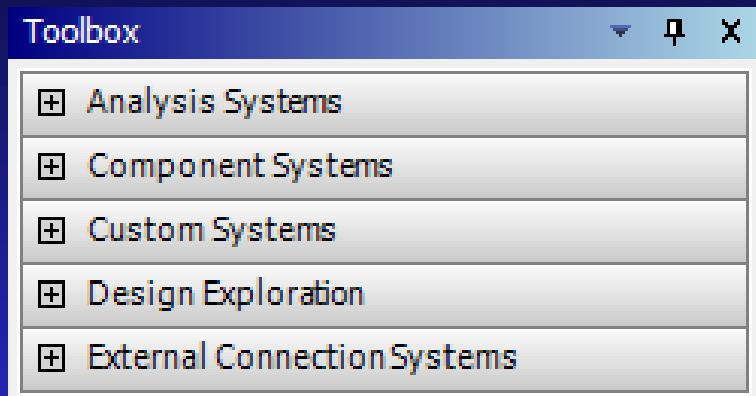 Toolbox
Analysis Systems
Component Systems
Custom Systems
Design Exploration
External Connection Systems